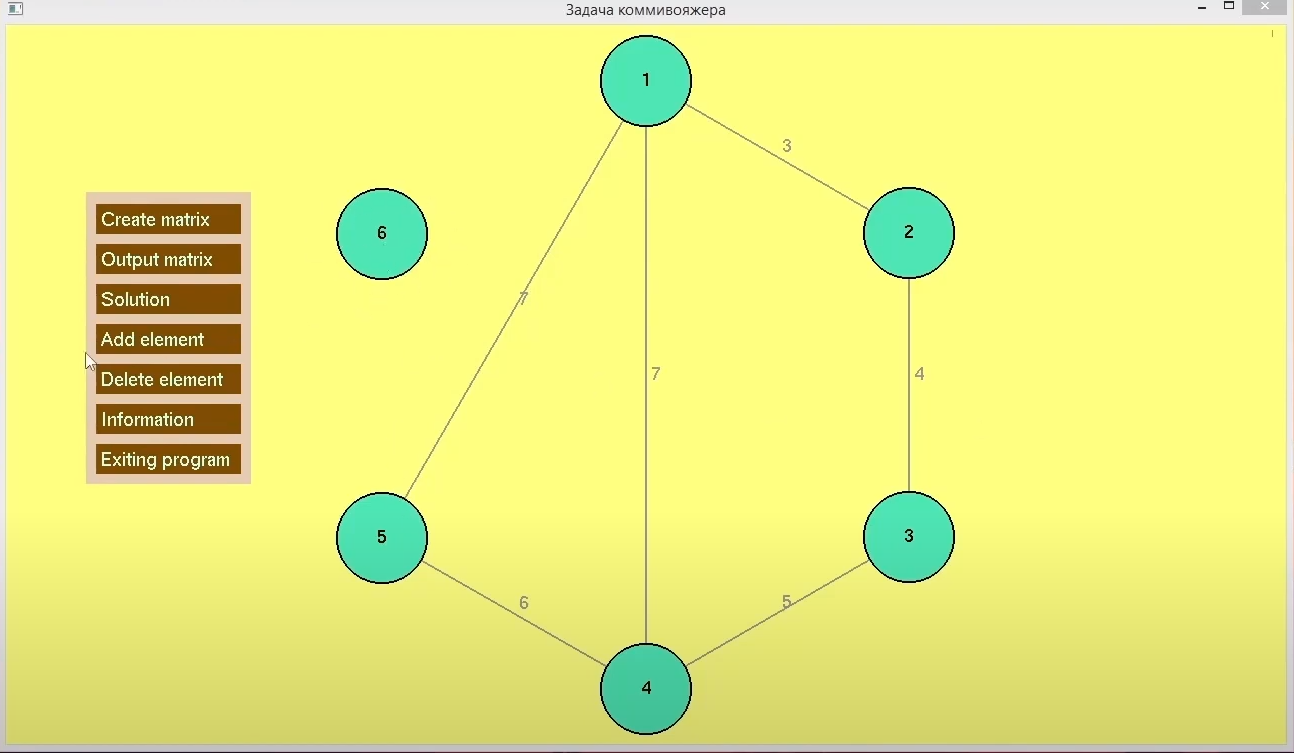 Задача коммивояжера
1
3
6
2
Create matrix
Output matrix
Solution
Add element
Delete element
Information
Exiting program
7
7
4
5
3
6
5
4